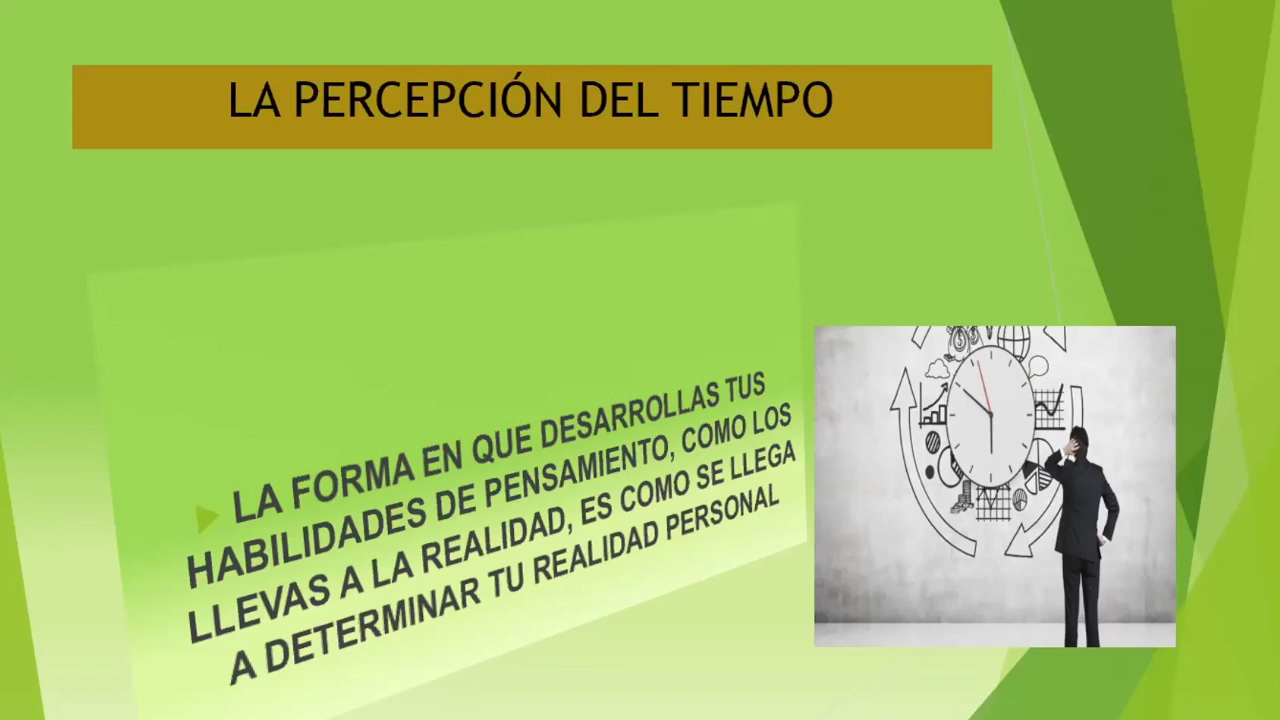 LA PERCEPCIÓN DEL TIEMPO
LA FORMA EN QUE DESARROLLAS TUS
HABILIDADES DE PENSAMIENTO, COMO LOS
LLEVAS A LA REALIDAD, ES COMO SE LLEGA
A DETERMINAR TU REALIDAD PERSONAL